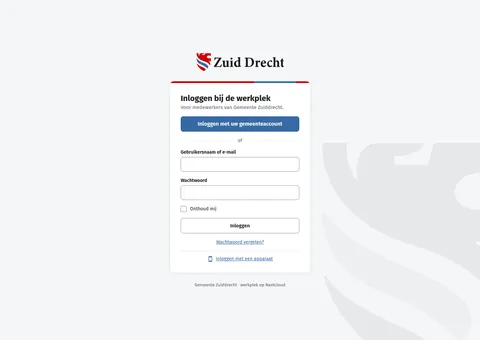 Zuid Drecht
Inloggen bij de werkplek
Voor medewerkers van Gemeente Zuiddrecht.
Inloggen met uw gemeenteaccount
of
Gebruikersnaam of e-mail
Wachtwoord
Onthoud mij
Inloggen
Wachtwoord vergeten?
Inloggen met een apparaat
Gemeente Zuiddrecht · werkplek op Nextcloud